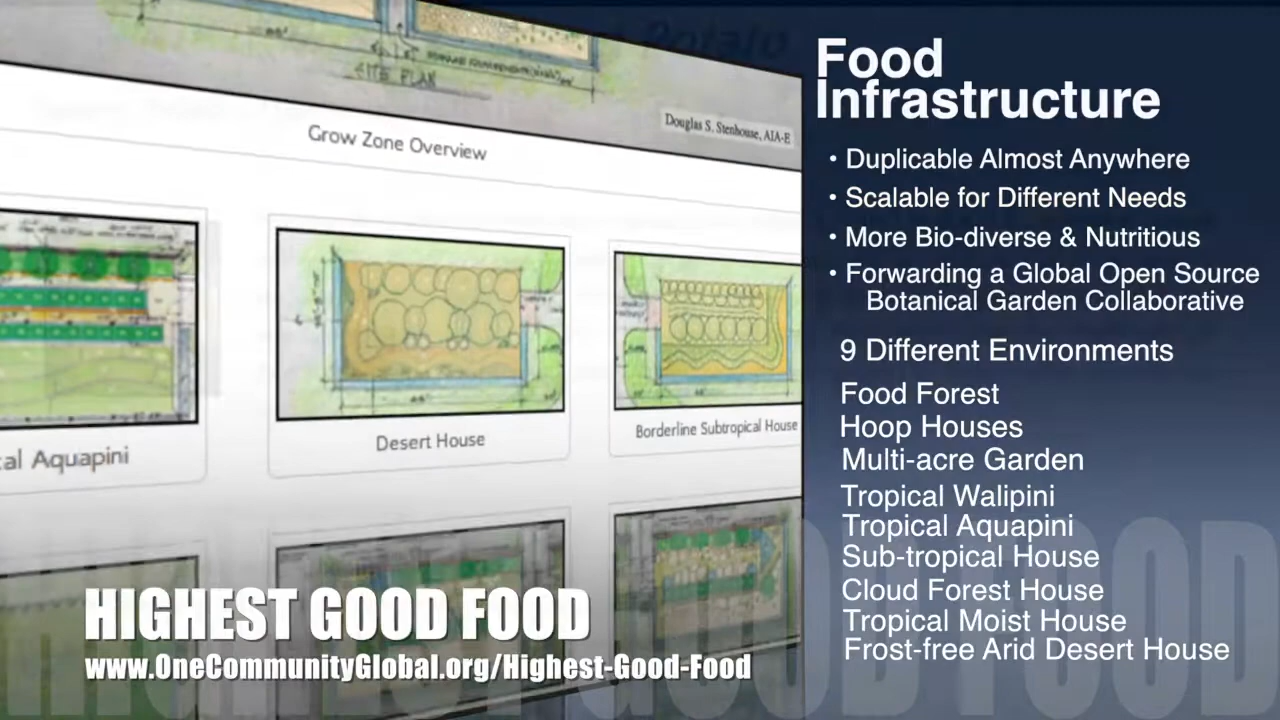 SITE PLAN
Douglas S. Stenhouse, AIA-E
Grow Zone Overview
cal Aquapini
Desert House
Borderline Subtropical House
HIGHEST GOOD FOOD
www.OneCommunityGlobal.org/Highest-Good-Food
Food
Infrastructure
• Duplicable Almost Anywhere
• Scalable for Different Needs
• More Bio-diverse & Nutritious
• Forwarding a Global Open Source
Botanical Garden Collaborative
9 Different Environments
Food Forest
Hoop Houses
Multi-acre Garden
Tropical Walipini
Tropical Aquapini
Sub-tropical House
Cloud Forest House
Tropical Moist House
Frost-free Arid Desert House
HIGHEST GOOD FOOD